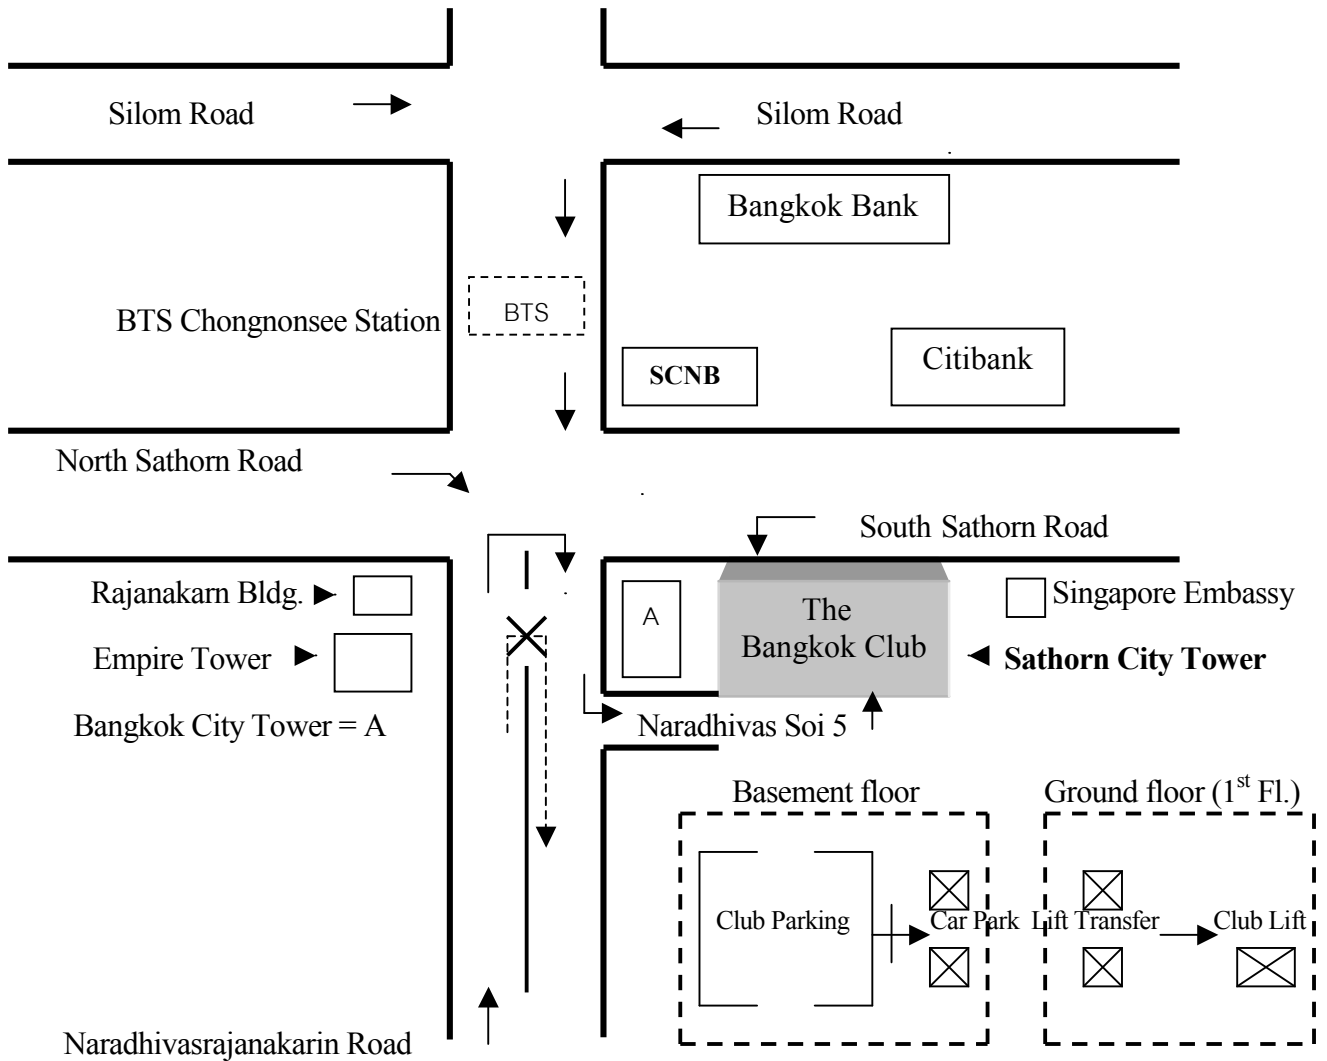 Silom Road
Silom Road
Bangkok Bank
BTS Chongnonsee Station
BTS
SCNB
Citibank
North Sathorn Road
South Sathorn Road
Rajanakarn Bldg.
A
The
Bangkok Club
Singapore Embassy
Empire Tower
Sathorn City Tower
Bangkok City Tower = A
Naradhivas Soi 5
Basement floor
Ground floor (1st Fl.)
Club Parking
Car Park
Lift Transfer
Club Lift
Naradhivasrajanakarin Road